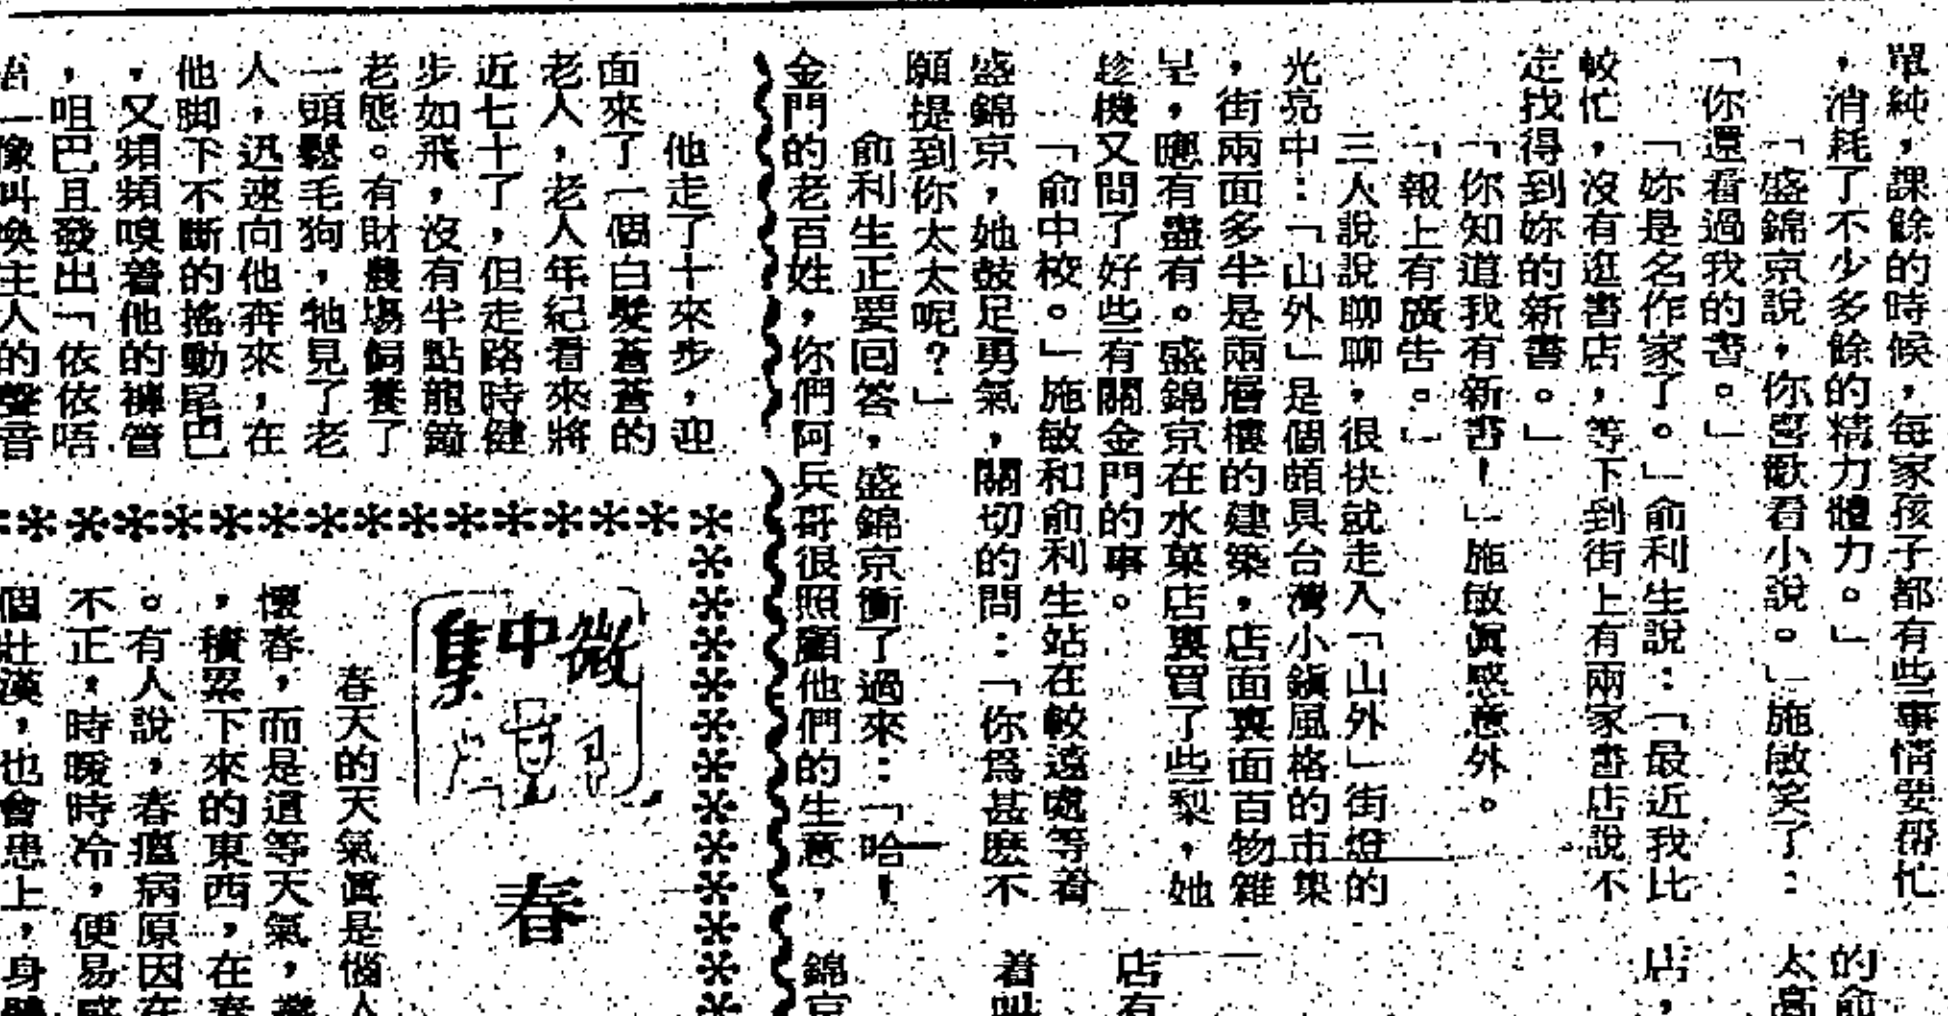 單純，課餘的時候，每家孩子都有些事情要幫忙
，消耗了不少多餘的精力體力。」
「盛錦京說，你喜歡看小說。」施敏笑了：
「你還看過我的書。」
「妳是名作家了。」俞利生說：「最近我比
較忙，沒有逛書店，等下到街上有兩家書店說不
定找得到妳的新書。」
「你知道我有新書！」施敏眞感意外。
「報上有廣告。」
三人說說聊聊，很快就走入「山外」街燈的
光亮中：「山外」是個頗具台灣小鎭風格的市集
，街兩面多半是兩層樓的建築，店面裏面百物雜
呈，應有盡有。盛錦京在水菓店裏買了些梨，她
趁機又問了好些有關金門的事。
「俞中校。」施敏和俞利生站在較遠處等着
盛錦京，她鼓足勇氣，關切的問：「你爲甚麽不
願提到你太太呢？」
俞利生正要回答，盛錦京衝了過來：「哈！
金門的老百姓，你們阿兵哥很照顧他們的生意，
的俞
太高
店，
店有
着叫
錦京
他走了十來步，迎
面來了一個白髮蒼蒼的
老人，老人年紀看來將
近七十了，但走路時健
步如飛，沒有半點龍鍾
老態。有財農場飼養了
一頭鬆毛狗，牠見了老
人，迅速向他奔來，在
他脚下不斷的搖動尾巴
，又頻頻嗅着他的褲管
，咀巴且發出「依依唔
唔一像叫喚主人的聲音
微中集
春
春天的天氣眞是惱人
懷春，而是這等天氣，
，積累下來的東西，在春
。有人說，春瘟病原因在
不正，時暖時冷，便易感
個壯漢，也會患上，身體